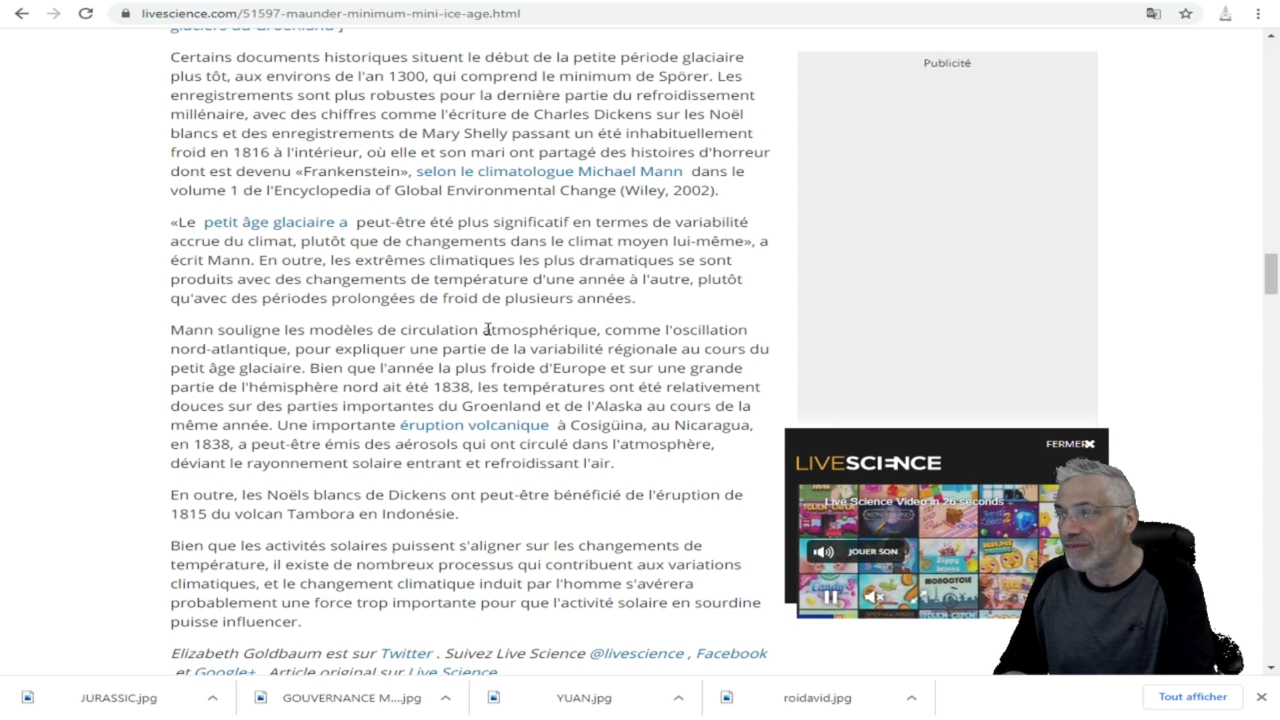 livescience.com/51597-maunder-minimum-mini-ice-age.html
Certains documents historiques situent le début de la petite période glaciaire
plus tôt, aux environs de l'an 1300, qui comprend le minimum de Spörer. Les
enregistrements sont plus robustes pour la dernière partie du refroidissement
millénaire, avec des chiffres comme l'écriture de Charles Dickens sur les Noël
blancs et des enregistrements de Mary Shelly passant un été inhabituellement
froid en 1816 à l'intérieur, où elle et son mari ont partagé des histoires d'horreur
dont est devenu «Frankenstein», selon le climatologue Michael Mann dans le
volume 1 de l'Encyclopedia of Global Environmental Change (Wiley, 2002).
«Le petit âge glaciaire a peut-être été plus significatif en termes de variabilité
accrue du climat, plutôt que de changements dans le climat moyen lui-même», a
écrit Mann. En outre, les extrêmes climatiques les plus dramatiques se sont
produits avec des changements de température d'une année à l'autre, plutôt
qu'avec des périodes prolongées de froid de plusieurs années.
Mann souligne les modèles de circulation atmosphérique, comme l'oscillation
nord-atlantique, pour expliquer une partie de la variabilité régionale au cours du
petit âge glaciaire. Bien que l'année la plus froide d'Europe et sur une grande
partie de l'hémisphère nord ait été 1838, les températures ont été relativement
douces sur des parties importantes du Groenland et de l'Alaska au cours de la
même année. Une importante éruption volcanique à Cosigüina, au Nicaragua,
en 1838, a peut-être émis des aérosols qui ont circulé dans l'atmosphère,
déviant le rayonnement solaire entrant et refroidissant l'air.
En outre, les Noëls blancs de Dickens ont peut-être bénéficié de l'éruption de
1815 du volcan Tambora en Indonésie.
Bien que les activités solaires puissent s'aligner sur les changements de
température, il existe de nombreux processus qui contribuent aux variations
climatiques, et le changement climatique induit par l'homme s'avérera
probablement une force trop importante pour que l'activité solaire en sourdine
puisse influencer.
Elizabeth Goldbaum est sur Twitter . Suivez Live Science @livescience , Facebook
et Google+ . Article original sur Live Science
Publicité
FERMER
LIVESCIENCE
Live Science Video in 26 seconds
JOUER SON
MONOCYCLE
JURASSIC.jpg
GOUVERNANCE M....jpg
YUAN.jpg
roidavid.jpg
Tout afficher